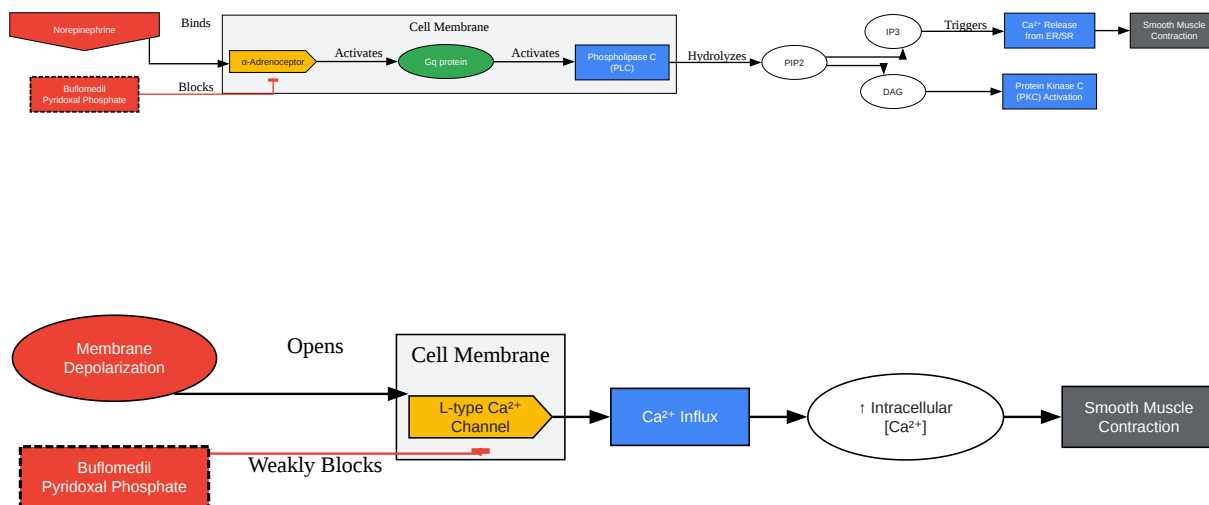 Norepinephrine
Binds
Cell Membrane
α-Adrenoceptor
Activates
Gq protein
Activates
Phospholipase C
(PLC)
Hydrolyzes
PIP2
IP3
Triggers
Ca²⁺ Release
from ER/SR
Smooth Muscle
Contraction
Buflomedil
Pyridoxal Phosphate
Blocks
DAG
Protein Kinase C
(PKC) Activation
Membrane
Depolarization
Opens
Cell Membrane
L-type Ca²⁺
Channel
Ca²⁺ Influx
↑ Intracellular
[Ca²⁺]
Smooth Muscle
Contraction
Buflomedil
Pyridoxal Phosphate
Weakly Blocks